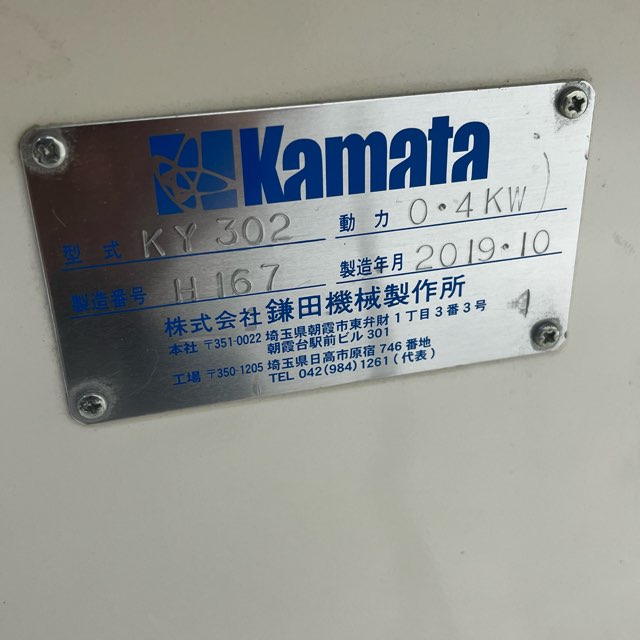 Kamata
型式 KY 302 動力 0.4KW
製造番号 H 167 製造年月 2019.10
株式会社 鎌田機械製作所
本社 〒351-0022 埼玉県朝霞市東弁財1丁目3番3号
朝霞台駅前ビル 301
工場 〒350-1205 埼玉県日高市原宿 746 番地
TEL 042(984)1261(代表)